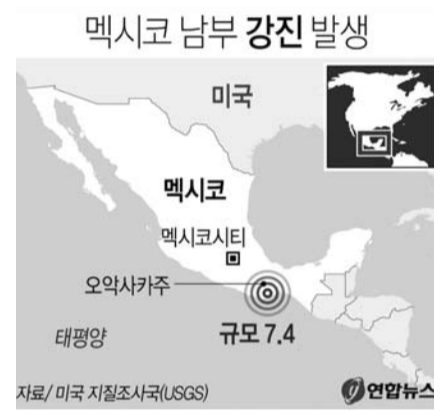 멕시코 남부 강진 발생
미국
멕시코
멕시코시티
오악사카주
태평양
규모 7.4
자료/ 미국 지질조사국(USGS)
연합뉴스